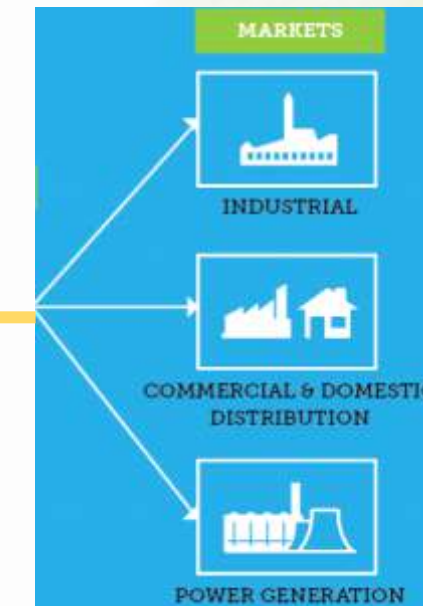 MARKETS
INDUSTRIAL
COMMERCIAL & DOMESTIC
DISTRIBUTION
POWER GENERATION